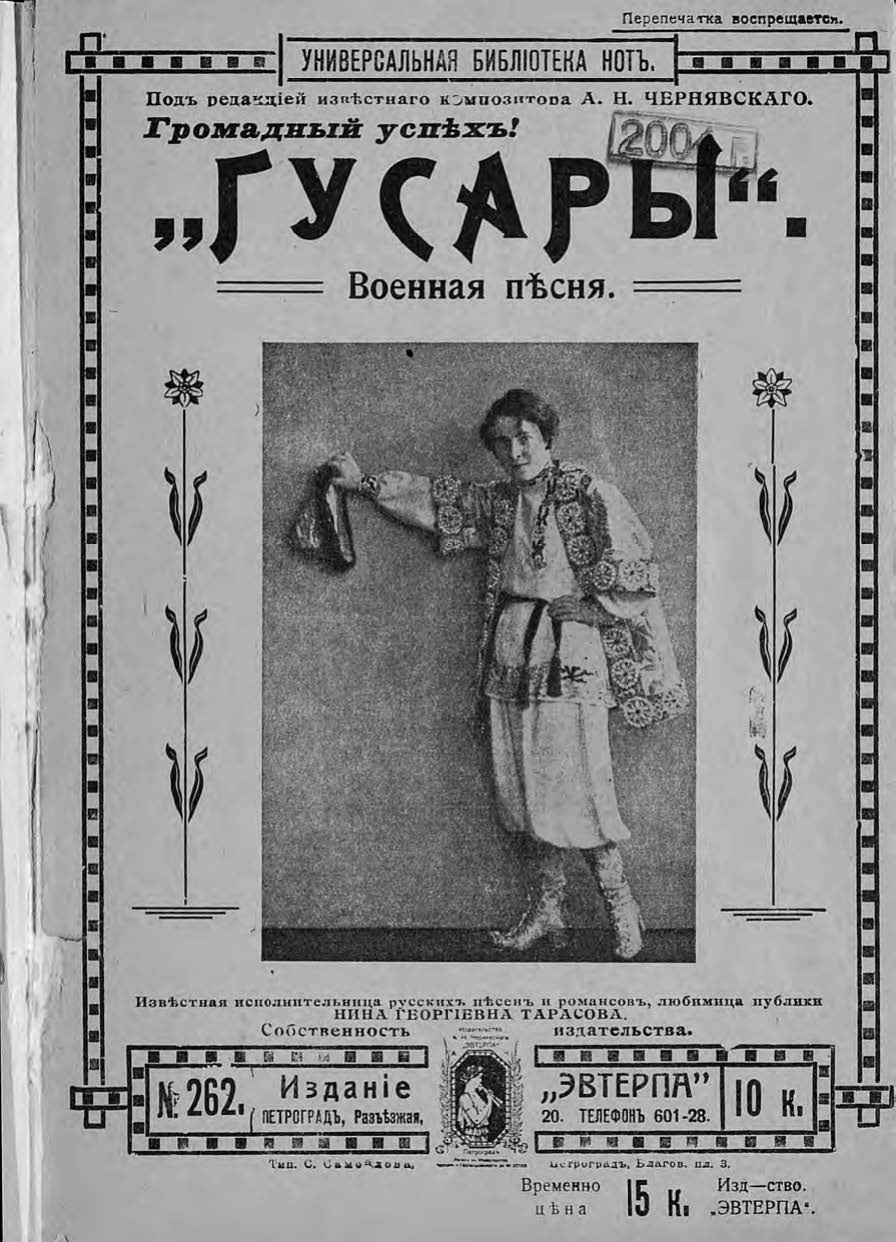 Перепечатка воспрещается.
УНИВЕРСАЛЬНАЯ БИБЛІОТЕКА НОТЪ.
Подъ редакціей извѣстнаго композитора А. Н. ЧЕРНЯВСКАГО.
Громадный успѣхъ!
2004 г.
„ГУСАРЫ“.
Военная пѣсня.
Извѣстная исполнительница русскихъ пѣсенъ и романсовъ, любимица публики
НИНА ГЕОРГІЕВНА ТАРАСОВА.
Собственность издательства.
Издательство
А. Н. Чернявскаго
„ЭВТЕРПА“
Петроградъ
№ 262. Изданіе „ЭВТЕРПА” 10 к.
ПЕТРОГРАДЪ, Разъѣзжая, 20. ТЕЛЕФОНЪ 601-28.
Тип. С. Самойлова, Петроградъ, Благов. пл. 3.
Временно цѣна 15 к. Изд—ство. „ЭВТЕРПА“.